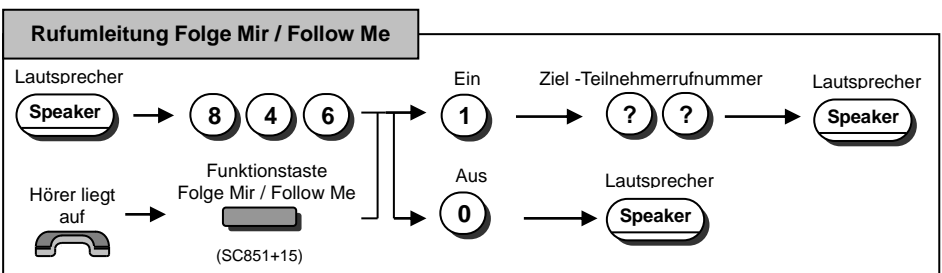 Rufumleitung Folge Mir / Follow Me
Lautsprecher
Speaker
8 4 6
Ein
1
Ziel -Teilnehmerrufnummer
? ?
Lautsprecher
Speaker
Hörer liegt
auf
Funktionstaste
Folge Mir / Follow Me
(SC851+15)
Aus
0
Lautsprecher
Speaker